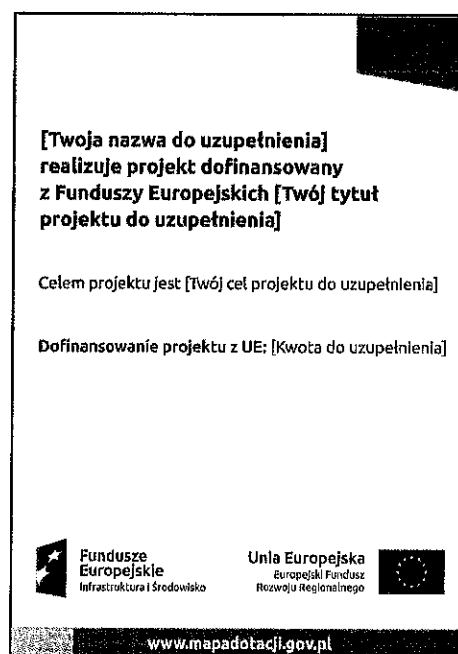 [Twoja nazwa do uzupełnienia]
realizuje projekt dofinansowany
z Funduszy Europejskich [Twój tytuł
projektu do uzupełnienia]
Celem projektu jest [Twój cel projektu do uzupełnienia]
Dofinansowanie projektu z UE: [Kwota do uzupełnienia]
Fundusze
Europejskie
Infrastruktura i Środowisko
Unia Europejska
Europejski Fundusz
Rozwoju Regionalnego
www.mapadotacji.gov.pl